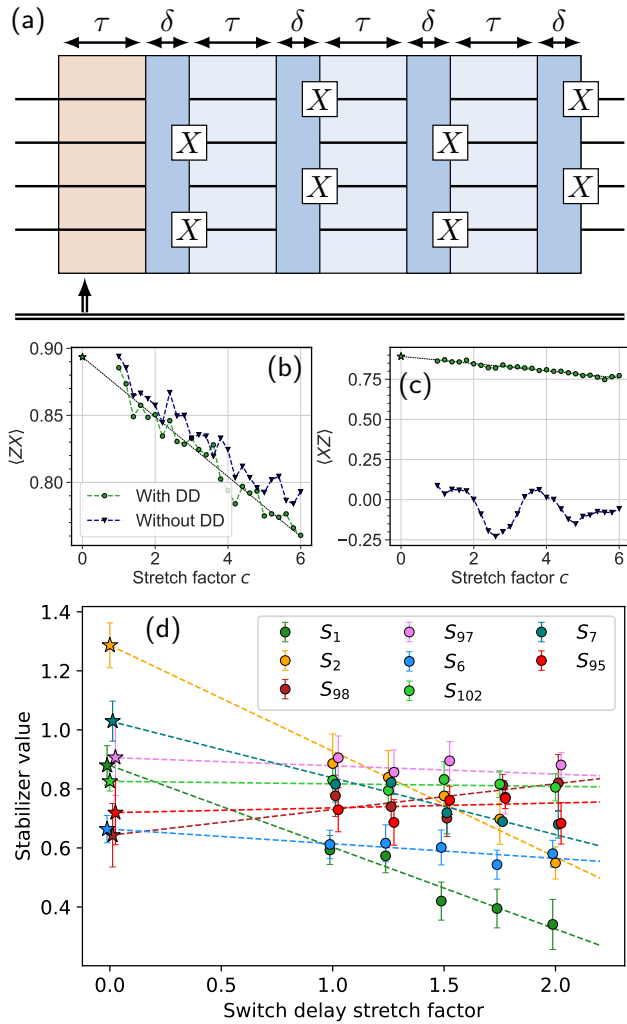 (a)
τ δ τ δ τ δ τ δ
X X
X X
X X
X X
(b)
0.90
0.85
0.80
⟨ZX⟩
With DD
Without DD
0 2 4 6
Stretch factor c
(c)
0.75
0.50
0.25
0.00
−0.25
⟨XZ⟩
0 2 4 6
Stretch factor c
(d)
1.4
1.2
1.0
0.8
0.6
0.4
Stabilizer value
S₁ S₉₇ S₇
S₂ S₆ S₉₅
S₉₈ S₁₀₂
0.0 0.5 1.0 1.5 2.0
Switch delay stretch factor